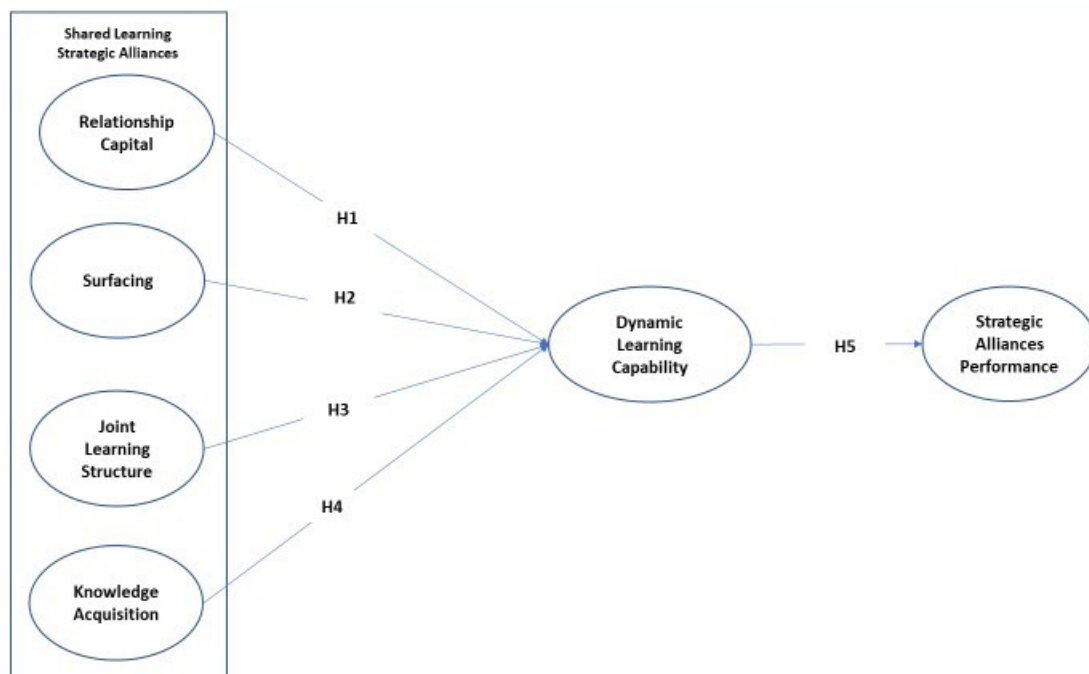 Shared Learning
Strategic Alliances
Relationship
Capital
H1
Surfacing
H2
Dynamic
Learning
Capability
H5
Strategic
Alliances
Performance
Joint
Learning
Structure
H3
H4
Knowledge
Acquisition